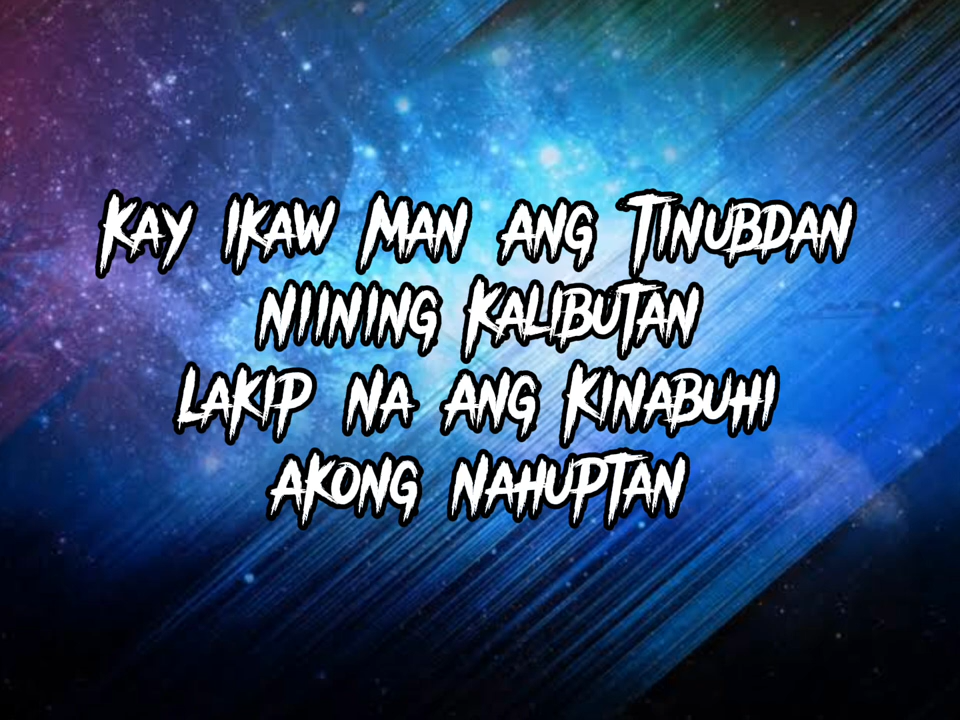 Kay Ikaw Man ang Tinubdan
niining Kalibutan
Lakip na ang Kinabuhi
akong nahuptan